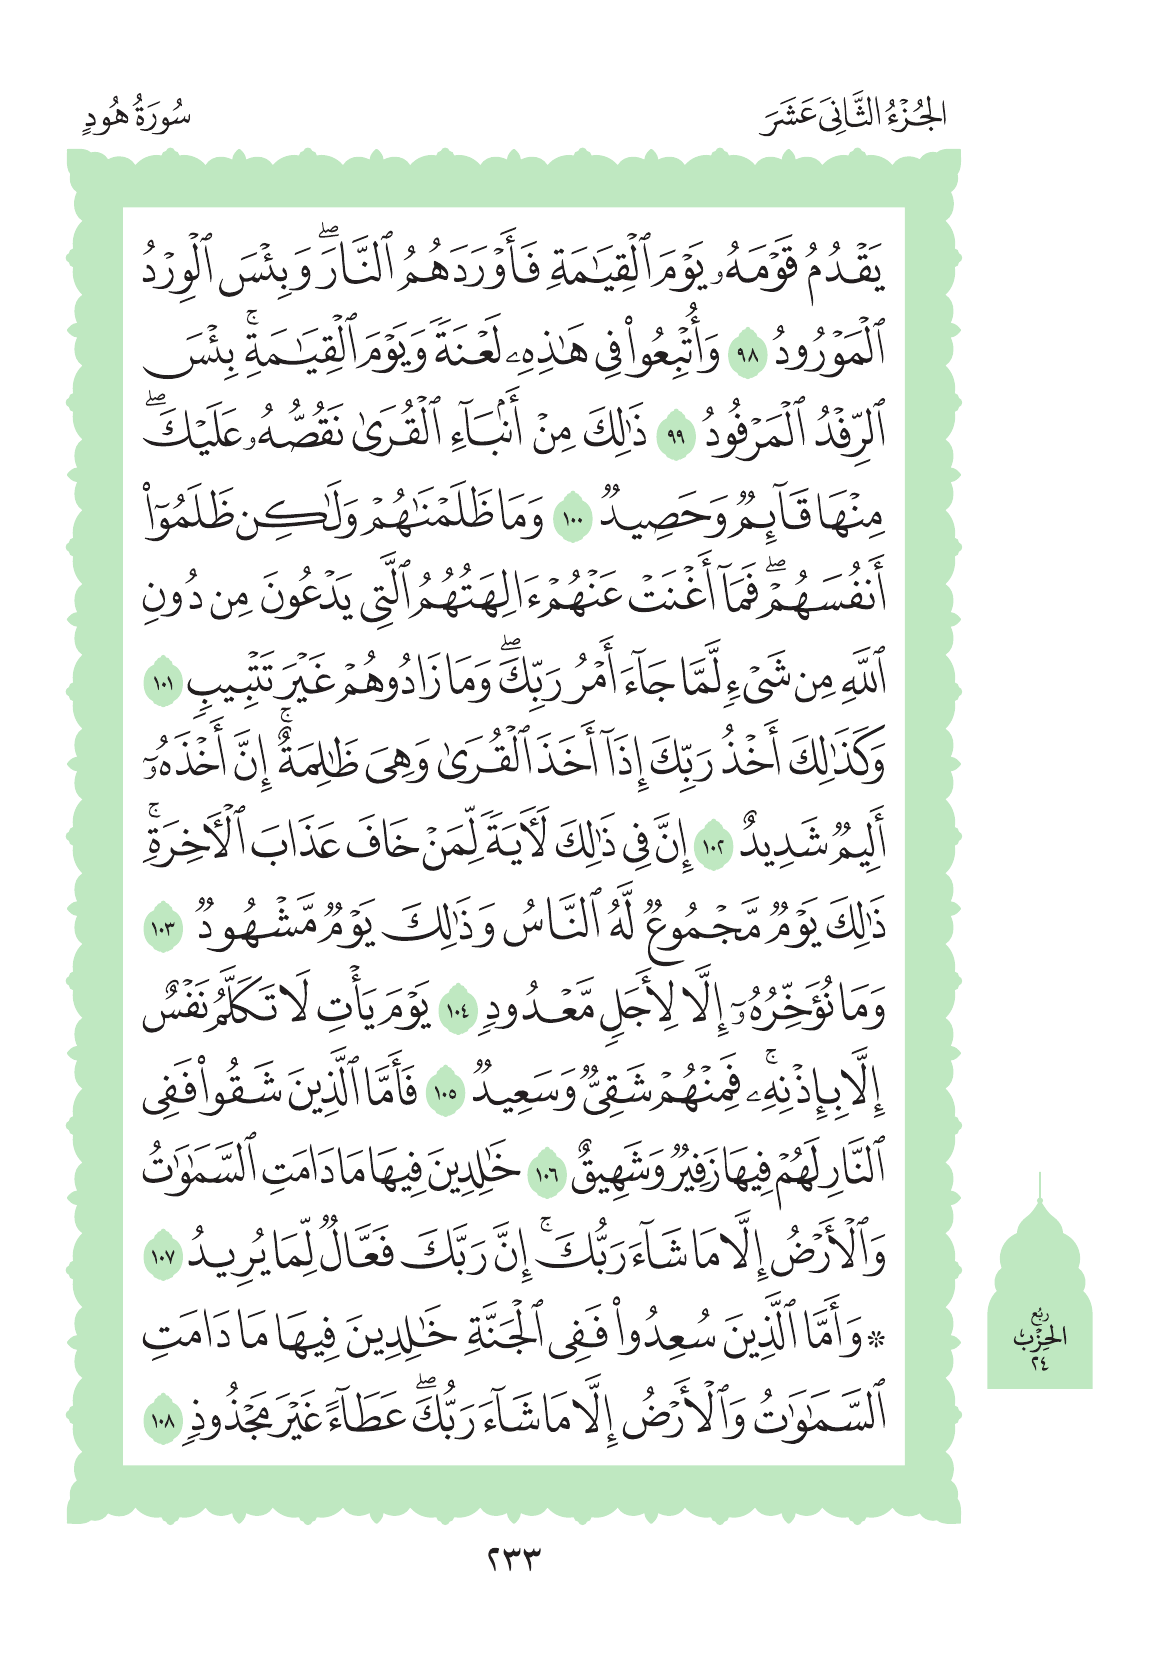 الجُزْءُ الثَّانِيَ عَشَرَ
سُورَةُ هُودٍ
يَقْدُمُ قَوْمَهُۥ يَوْمَ ٱلْقِيَٰمَةِ فَأَوْرَدَهُمُ ٱلنَّارَۖ وَبِئْسَ ٱلْوِرْدُ
ٱلْمَوْرُودُ ٩٨ وَأُتْبِعُوا۟ فِي هَٰذِهِۦ لَعْنَةً وَيَوْمَ ٱلْقِيَٰمَةِۚ بِئْسَ
ٱلرِّفْدُ ٱلْمَرْفُودُ ٩٩ ذَٰلِكَ مِنْ أَنۢبَآءِ ٱلْقُرَىٰ نَقُصُّهُۥ عَلَيْكَۖ
مِنْهَا قَآئِمٌ وَحَصِيدٌ ١٠٠ وَمَا ظَلَمْنَٰهُمْ وَلَٰكِن ظَلَمُوٓا۟
أَنفُسَهُمْۖ فَمَآ أَغْنَتْ عَنْهُمْ ءَالِهَتُهُمُ ٱلَّتِي يَدْعُونَ مِن دُونِ
ٱللَّهِ مِن شَيْءٍ لَّمَّا جَآءَ أَمْرُ رَبِّكَۖ وَمَا زَادُوهُمْ غَيْرَ تَتْبِيبٍ ١٠١
وَكَذَٰلِكَ أَخْذُ رَبِّكَ إِذَآ أَخَذَ ٱلْقُرَىٰ وَهِيَ ظَٰلِمَةٌۚ إِنَّ أَخْذَهُۥٓ
أَلِيمٌ شَدِيدٌ ١٠٢ إِنَّ فِي ذَٰلِكَ لَءَايَةً لِّمَنْ خَافَ عَذَابَ ٱلْءَاخِرَةِۚ
ذَٰلِكَ يَوْمٌ مَّجْمُوعٌ لَّهُ ٱلنَّاسُ وَذَٰلِكَ يَوْمٌ مَّشْهُودٌ ١٠٣
وَمَا نُؤَخِّرُهُۥٓ إِلَّا لِأَجَلٍ مَّعْدُودٍ ١٠٤ يَوْمَ يَأْتِ لَا تَكَلَّمُ نَفْسٌ
إِلَّا بِإِذْنِهِۦۚ فَمِنْهُمْ شَقِيٌّ وَسَعِيدٌ ١٠٥ فَأَمَّا ٱلَّذِينَ شَقُوا۟ فَفِي
ٱلنَّارِ لَهُمْ فِيهَا زَفِيرٌ وَشَهِيقٌ ١٠٦ خَٰلِدِينَ فِيهَا مَا دَامَتِ ٱلسَّمَٰوَٰتُ
وَٱلْأَرْضُ إِلَّا مَا شَآءَ رَبُّكَۚ إِنَّ رَبَّكَ فَعَّالٌ لِّمَا يُرِيدُ ١٠٧
۞ وَأَمَّا ٱلَّذِينَ سُعِدُوا۟ فَفِي ٱلْجَنَّةِ خَٰلِدِينَ فِيهَا مَا دَامَتِ
ٱلسَّمَٰوَٰتُ وَٱلْأَرْضُ إِلَّا مَا شَآءَ رَبُّكَۖ عَطَآءً غَيْرَ مَجْذُوذٍ ١٠٨
رُبْع
الحِزْب
٢٤
٢٣٣